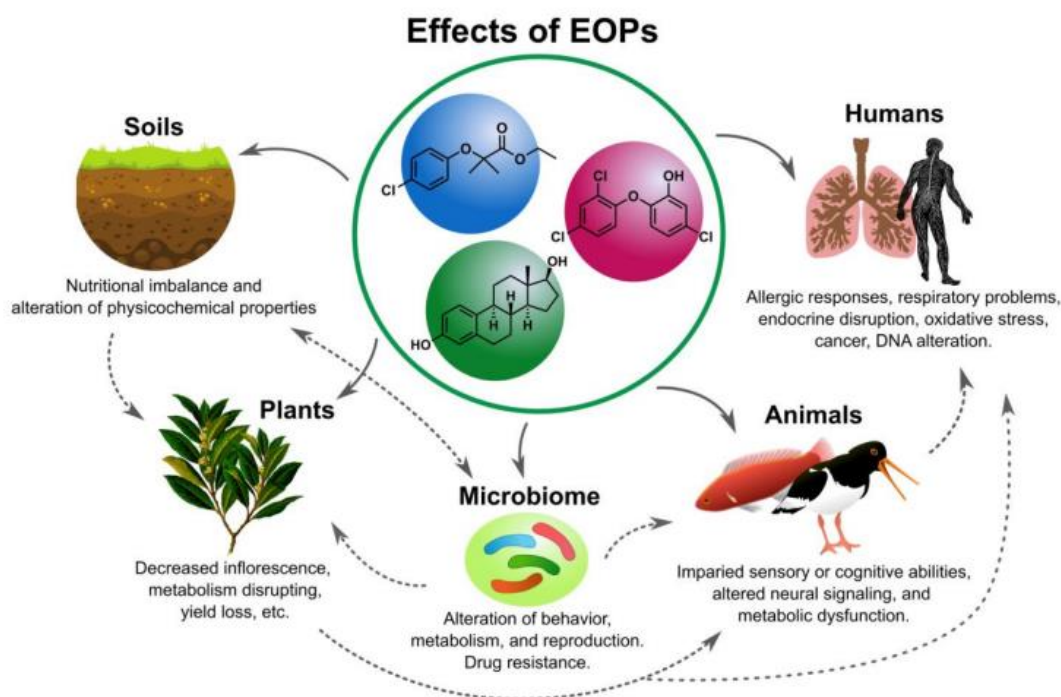 Effects of EOPs
Soils
Nutritional imbalance and
alteration of physicochemical properties
Cl
O
O
O
Cl
Cl
O
OH
Cl
OH
H
H
H
HO
Humans
Allergic responses, respiratory problems,
endocrine disruption, oxidative stress,
cancer, DNA alteration.
Plants
Decreased inflorescence,
metabolism disrupting,
yield loss, etc.
Microbiome
Alteration of behavior,
metabolism, and reproduction.
Drug resistance.
Animals
Imparied sensory or cognitive abilities,
altered neural signaling, and
metabolic dysfunction.